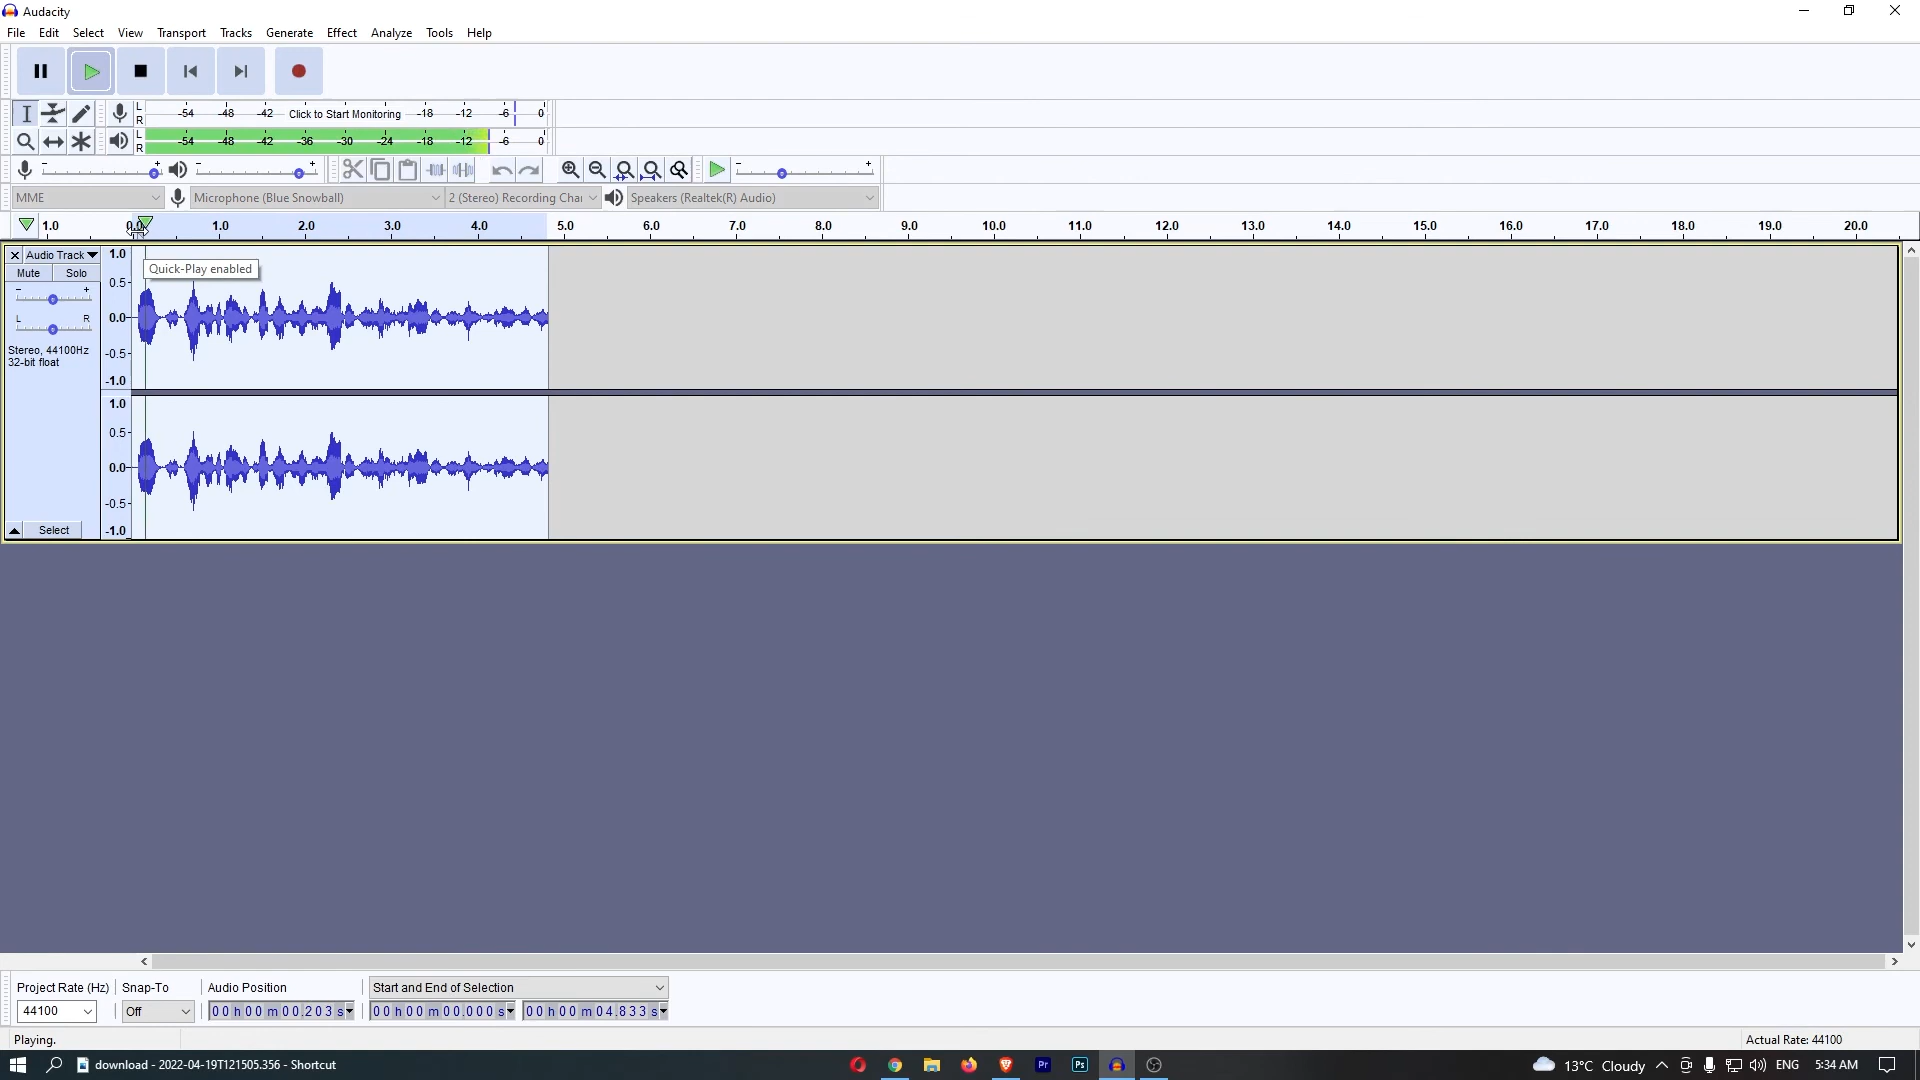 Audacity
File Edit Select View Transport Tracks Generate Effect Analyze Tools Help
L
R
-54 -48 -42 Click to Start Monitoring -18 -12 -6 0
L
R
-54 -48 -42 -36 -30 -24 -18 -12 -6 0
- + - + - +
MME Microphone (Blue Snowball) 2 (Stereo) Recording Chai Speakers (Realtek(R) Audio)
1.0 0.0 1.0 2.0 3.0 4.0 5.0 6.0 7.0 8.0 9.0 10.0 11.0 12.0 13.0 14.0 15.0 16.0 17.0 18.0 19.0 20.0
Audio Track 1.0
Mute Solo Quick-Play enabled
- + 0.5
L R 0.0
Stereo, 44100Hz -0.5
32-bit float
-1.0
1.0
0.5
0.0
-0.5
Select -1.0
Project Rate (Hz) Snap-To Audio Position Start and End of Selection
44100 Off 00 h 00 m 00.203 s 00 h 00 m 00.000 s 00 h 00 m 04.833 s
Playing. Actual Rate: 44100
download - 2022-04-19T121505.356 - Shortcut Pr Ps 13°C Cloudy ENG 5:34 AM